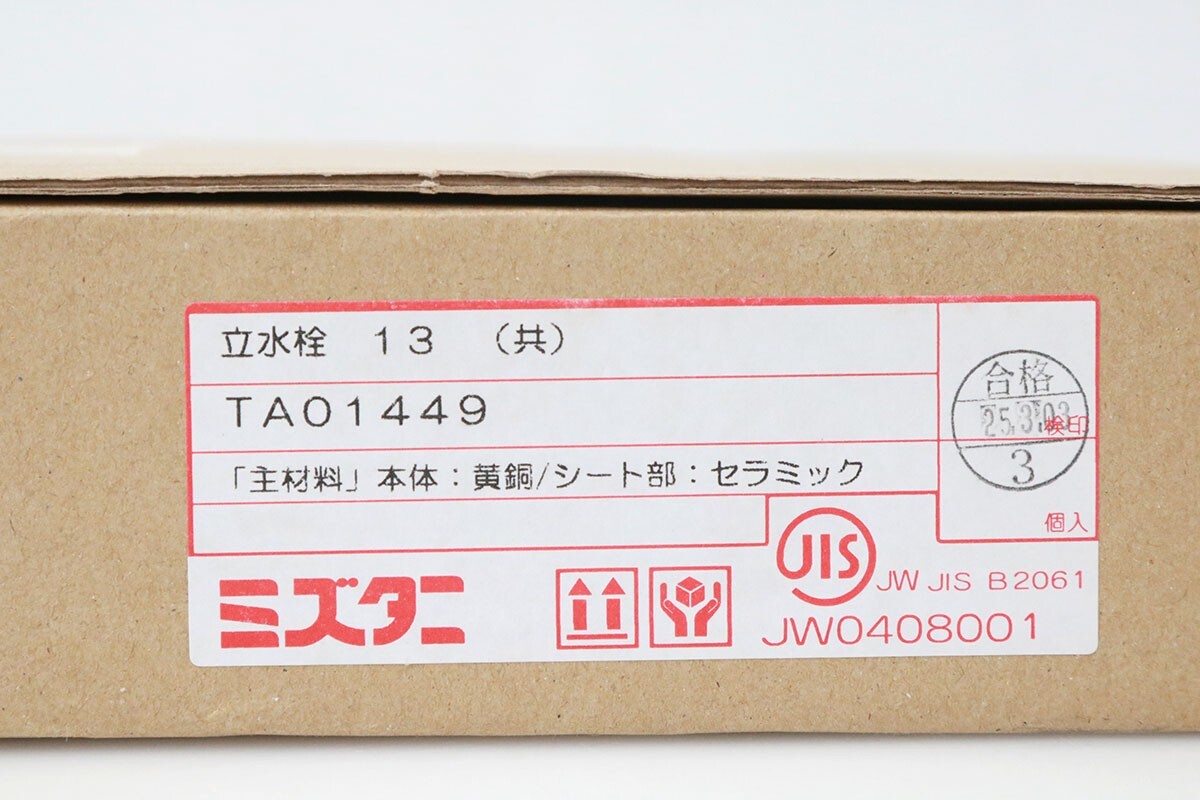 立水栓 13 (共)
TA01449
「主材料」本体:黄銅/シート部:セラミック
合格
25.3.03
検印
3
個入
ミズタニ
JIS
JW JIS B2061
JW0408001